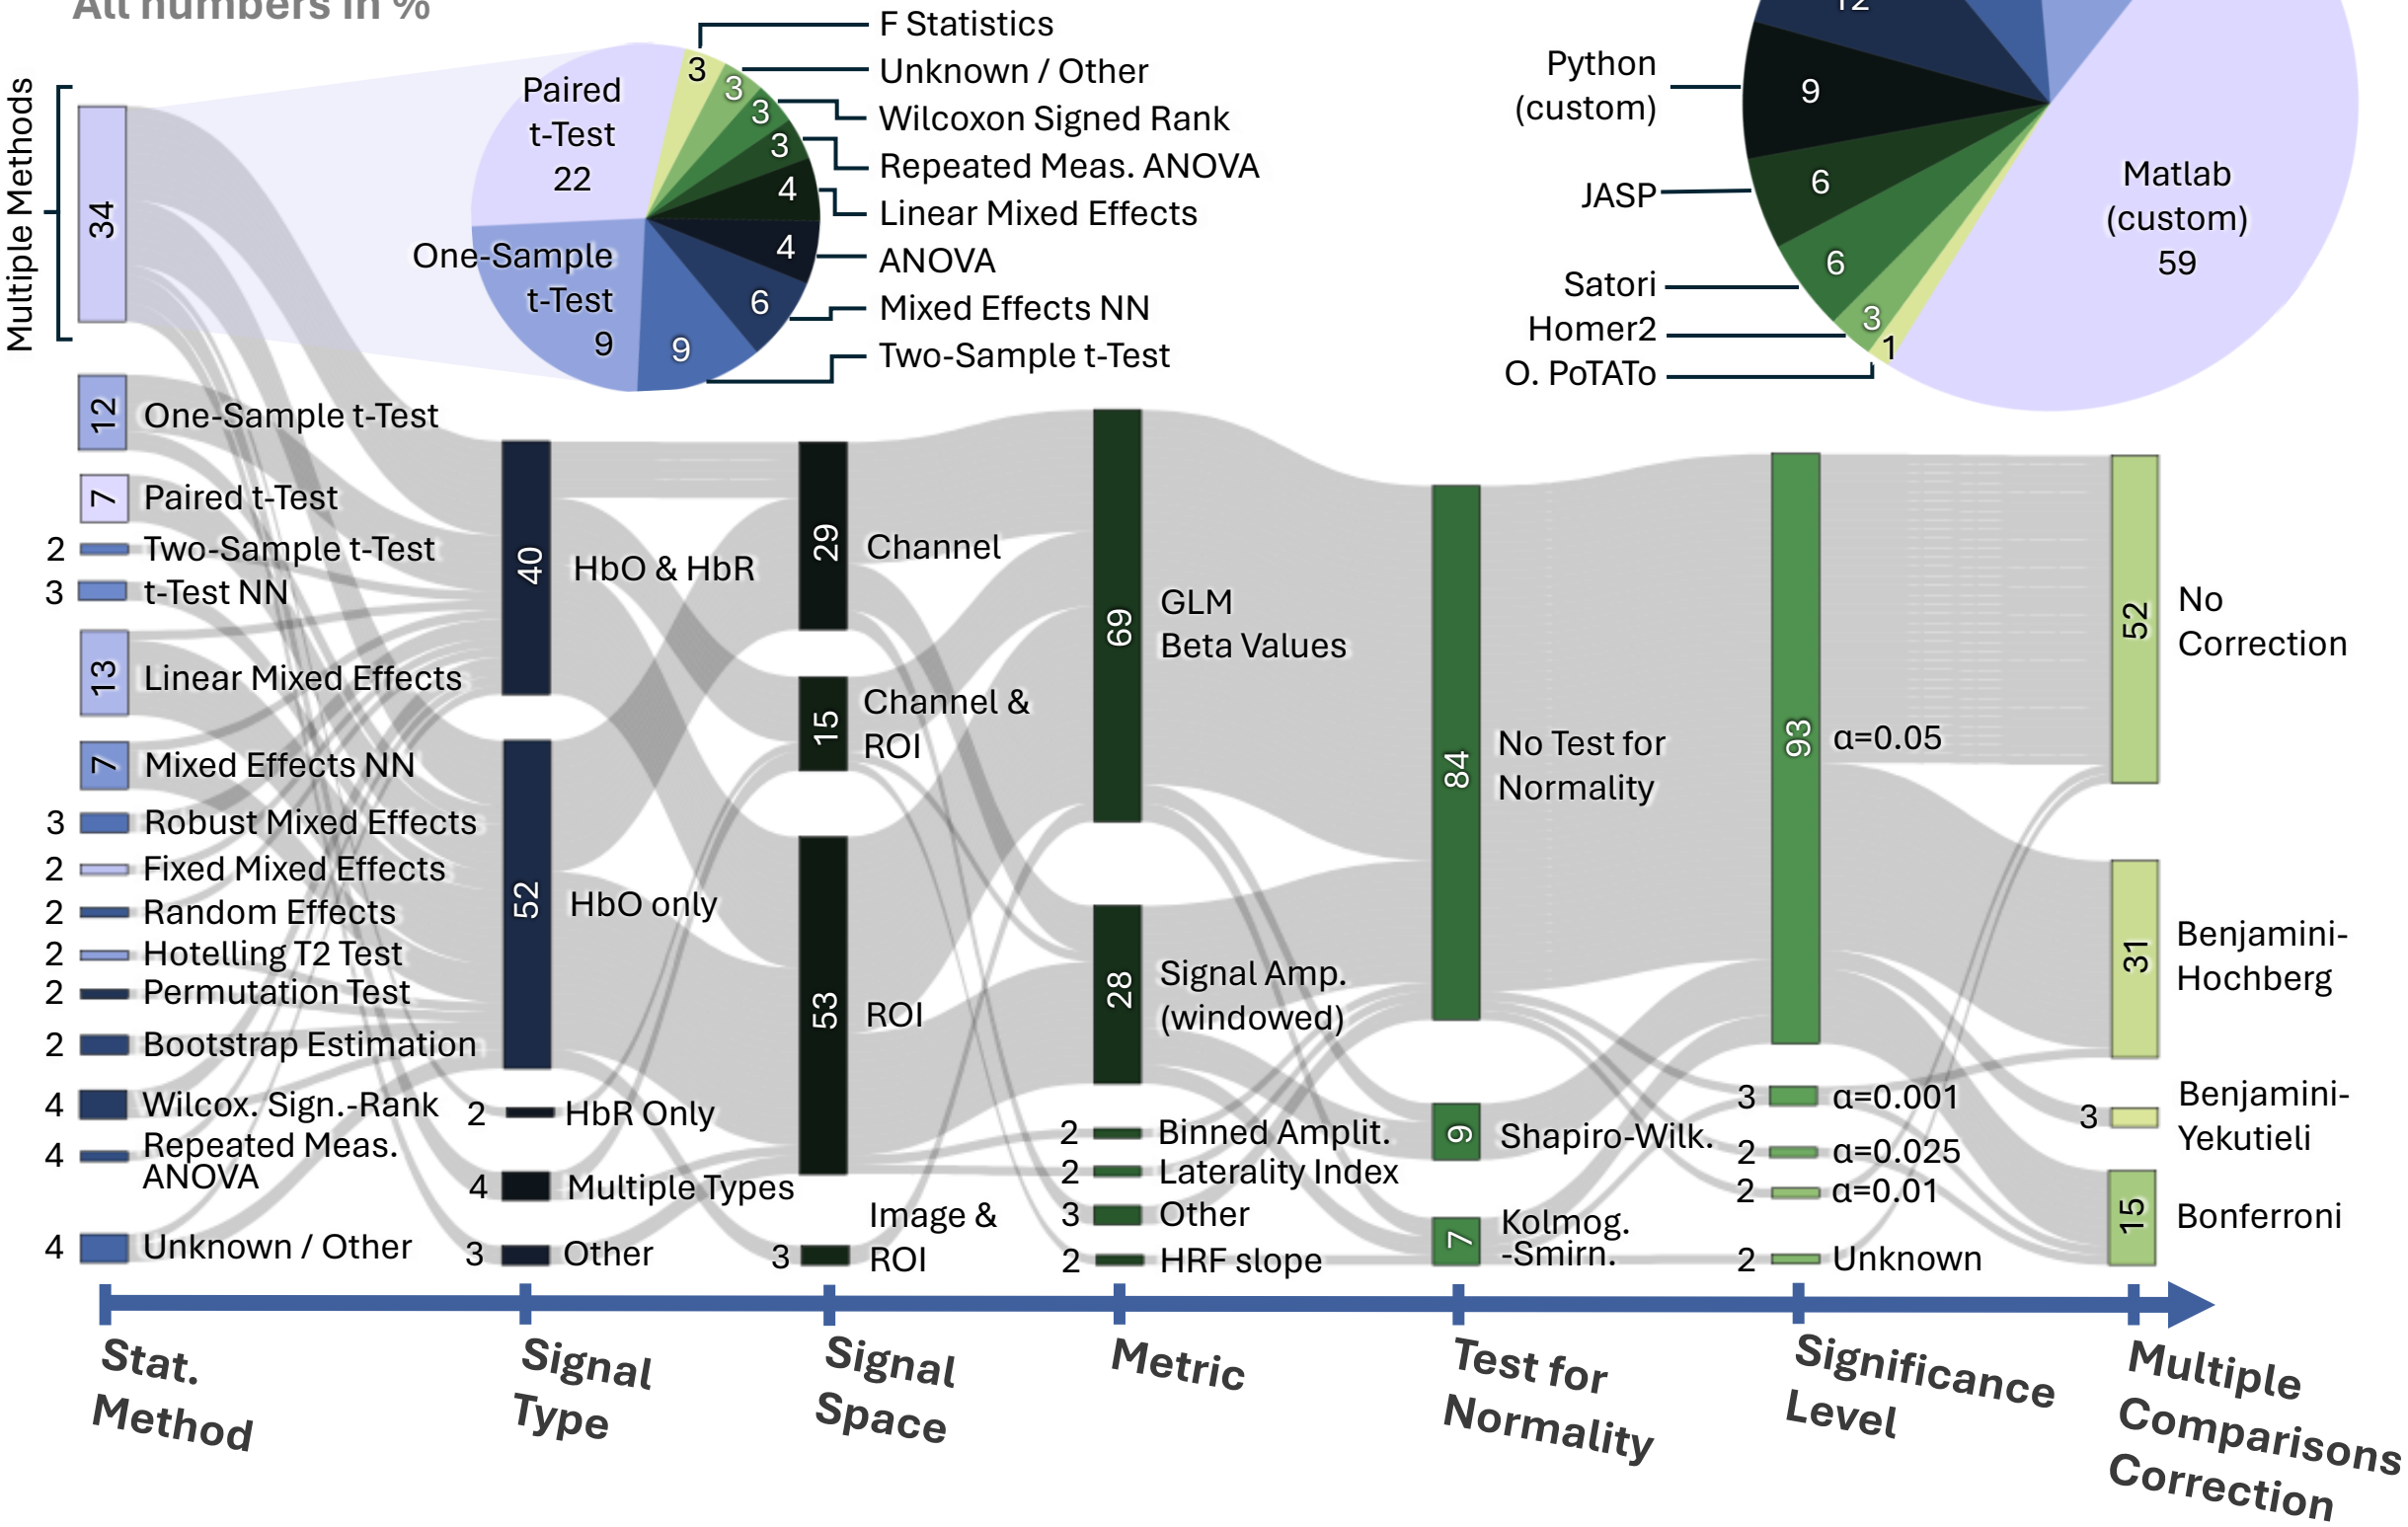 All numbers in %
Multiple Methods
34
Paired
t-Test
22
One-Sample
t-Test
9
9
6
4
4
3
3
3
3
F Statistics
Unknown / Other
Wilcoxon Signed Rank
Repeated Meas. ANOVA
Linear Mixed Effects
ANOVA
Mixed Effects NN
Two-Sample t-Test
12
Python
(custom)
9
JASP
6
Satori
6
Homer2
3
O. PoTATo
1
Matlab
(custom)
59
12 One-Sample t-Test
7 Paired t-Test
2 Two-Sample t-Test
3 t-Test NN
13 Linear Mixed Effects
7 Mixed Effects NN
3 Robust Mixed Effects
2 Fixed Mixed Effects
2 Random Effects
2 Hotelling T2 Test
2 Permutation Test
2 Bootstrap Estimation
4 Wilcox. Sign.-Rank
4 Repeated Meas.
ANOVA
4 Unknown / Other
40 HbO & HbR
52 HbO only
2 HbR Only
4 Multiple Types
3 Other
29 Channel
15 Channel &
ROI
53 ROI
3 Image &
ROI
69 GLM
Beta Values
28 Signal Amp.
(windowed)
2 Binned Amplit.
2 Laterality Index
3 Other
2 HRF slope
84 No Test for
Normality
9 Shapiro-Wilk.
7 Kolmog.
-Smirn.
93 α=0.05
3 α=0.001
2 α=0.025
2 α=0.01
2 Unknown
52 No
Correction
31 Benjamini-
Hochberg
3 Benjamini-
Yekutieli
15 Bonferroni
Stat.
Method
Signal
Type
Signal
Space
Metric
Test for
Normality
Significance
Level
Multiple
Comparisons
Correction